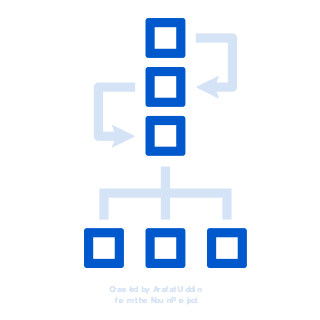 Created by Arafat Uddin
from the Noun Project